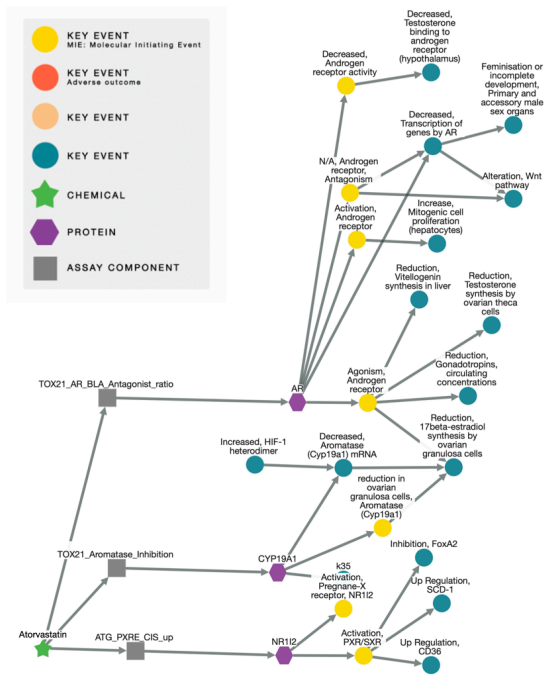 KEY EVENT
MIE: Molecular Initiating Event
KEY EVENT
Adverse outcome
KEY EVENT
KEY EVENT
CHEMICAL
PROTEIN
ASSAY COMPONENT
Decreased,
Testosterone
binding to
androgen receptor
(hypothalamus)
Decreased,
Androgen
receptor activity
Feminisation or
incomplete
development,
Primary and
accessory male
sex organs
Decreased,
Transcription of
genes by AR
N/A, Androgen
receptor,
Antagonism
Alteration, Wnt
pathway
Activation,
Androgen
receptor
Increase,
Mitogenic cell
proliferation
(hepatocytes)
Reduction,
Vitellogenin
synthesis in liver
Reduction,
Testosterone
synthesis by
ovarian theca
cells
Reduction,
Gonadotropins,
circulating
concentrations
TOX21_AR_BLA_Antagonist_ratio
AR
Agonism,
Androgen
receptor
Reduction,
17beta-estradiol
synthesis by
ovarian
granulosa cells
Increased, HIF-1
heterodimer
Decreased,
Aromatase
(Cyp19a1) mRNA
reduction in
ovarian
granulosa cells,
Aromatase
(Cyp19a1)
TOX21_Aromatase_Inhibition
CYP19A1
Inhibition, FoxA2
k35
Activation,
Pregnane-X
receptor, NR1I2
Up Regulation,
SCD-1
Atorvastatin
ATG_PXRE_CIS_up
NR1I2
Activation,
PXR/SXR
Up Regulation,
CD36